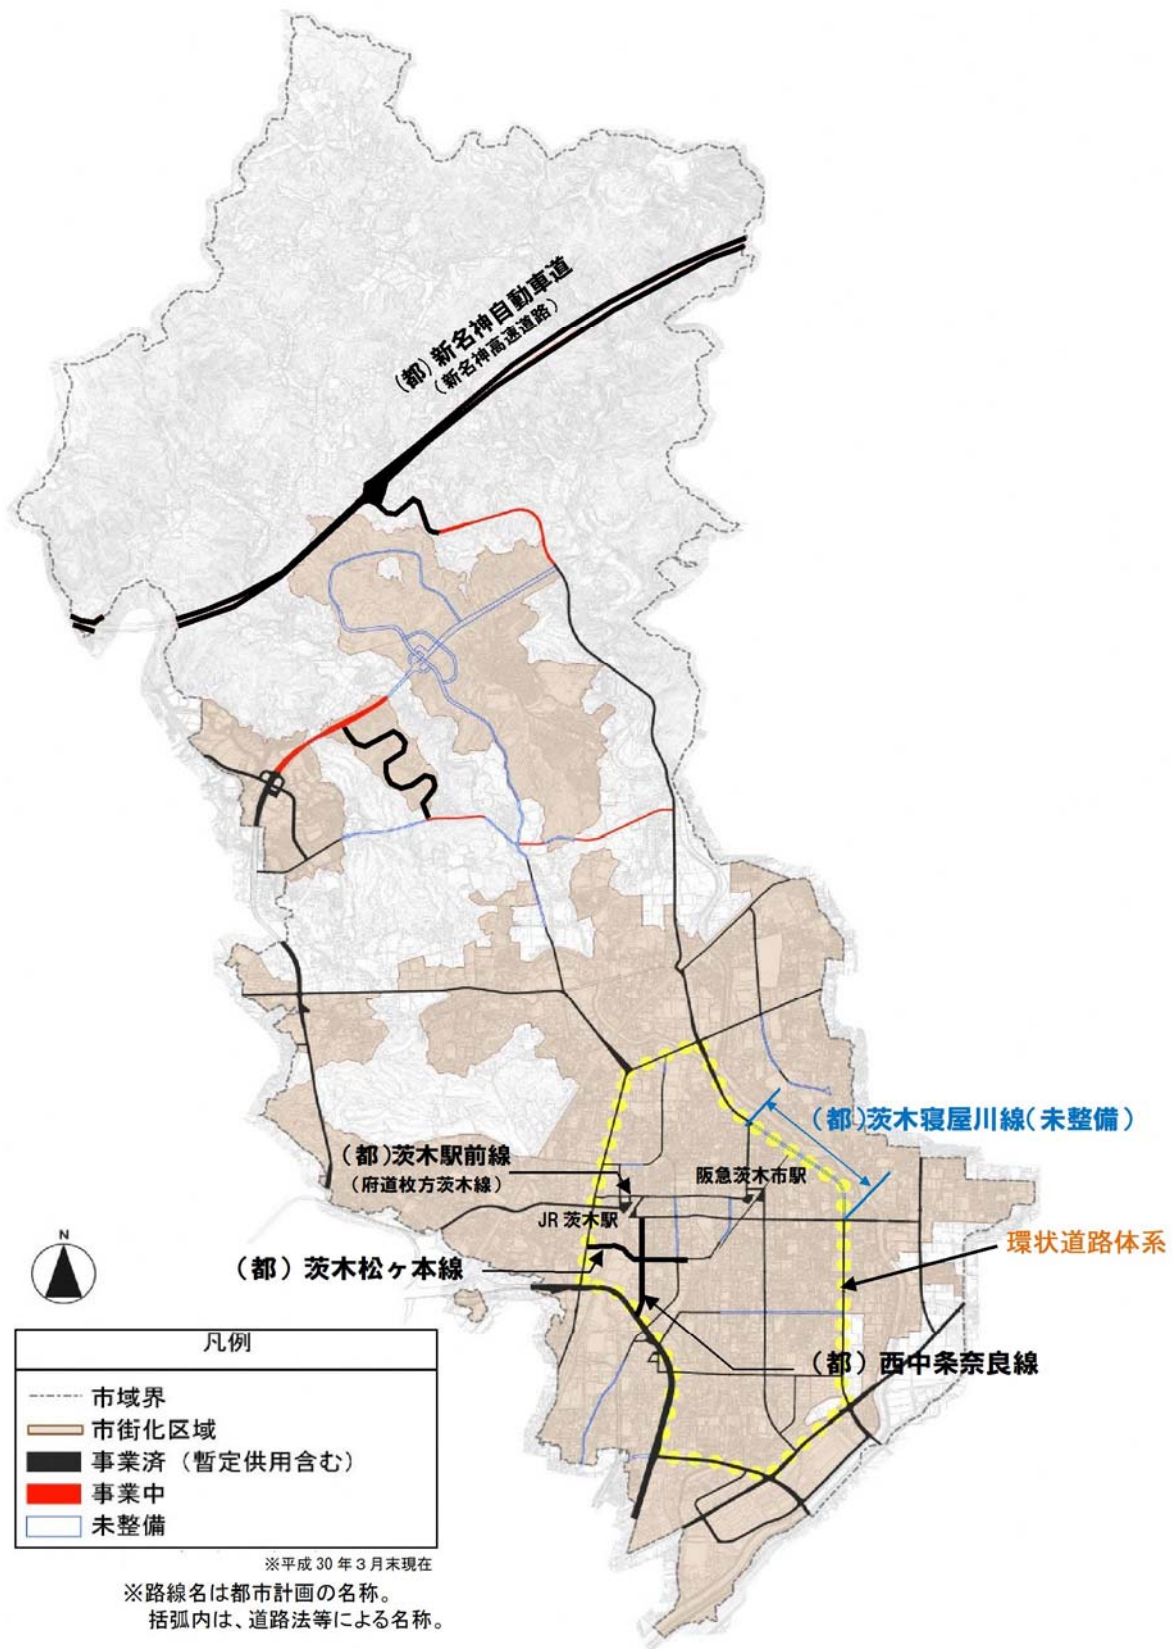 (都)新名神自動車道
(新名神高速道路)
(都)茨木寝屋川線(未整備)
(都)茨木駅前線
(府道枚方茨木線)
阪急茨木市駅
JR 茨木駅
環状道路体系
(都)茨木松ヶ本線
(都)西中条奈良線
N
凡例
市域界
市街化区域
事業済(暫定供用含む)
事業中
未整備
※平成30年3月末現在
※路線名は都市計画の名称。
括弧内は、道路法等による名称。